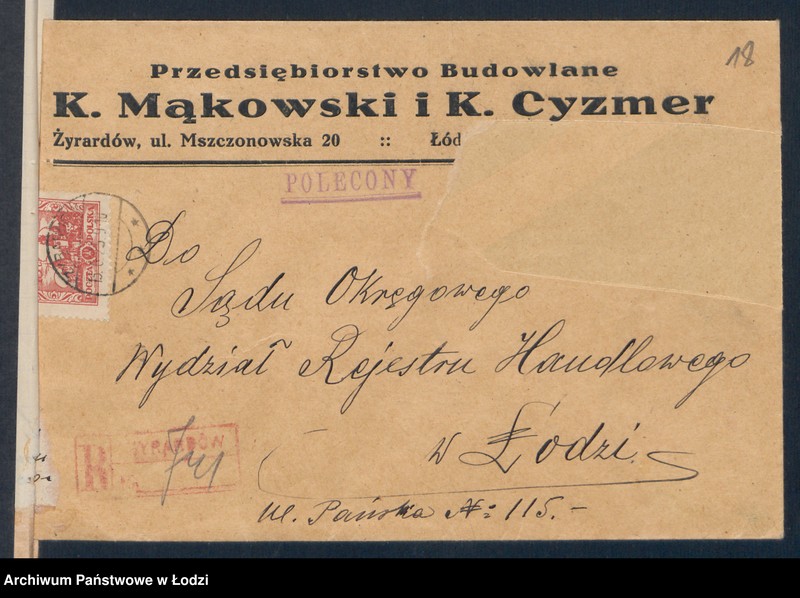 18
Przedsiębiorstwo Budowlane
K. Mąkowski i K. Cyzmer
Żyrardów, ul. Mszczonowska 20 :: Łód
POLECONY
POLSKA
Do
Sądu Okręgowego
Wydział Rejestru Handlowego
w Łodzi.
R ŻYRARDÓW
ul. Pańska №: 115.-
Archiwum Państwowe w Łodzi